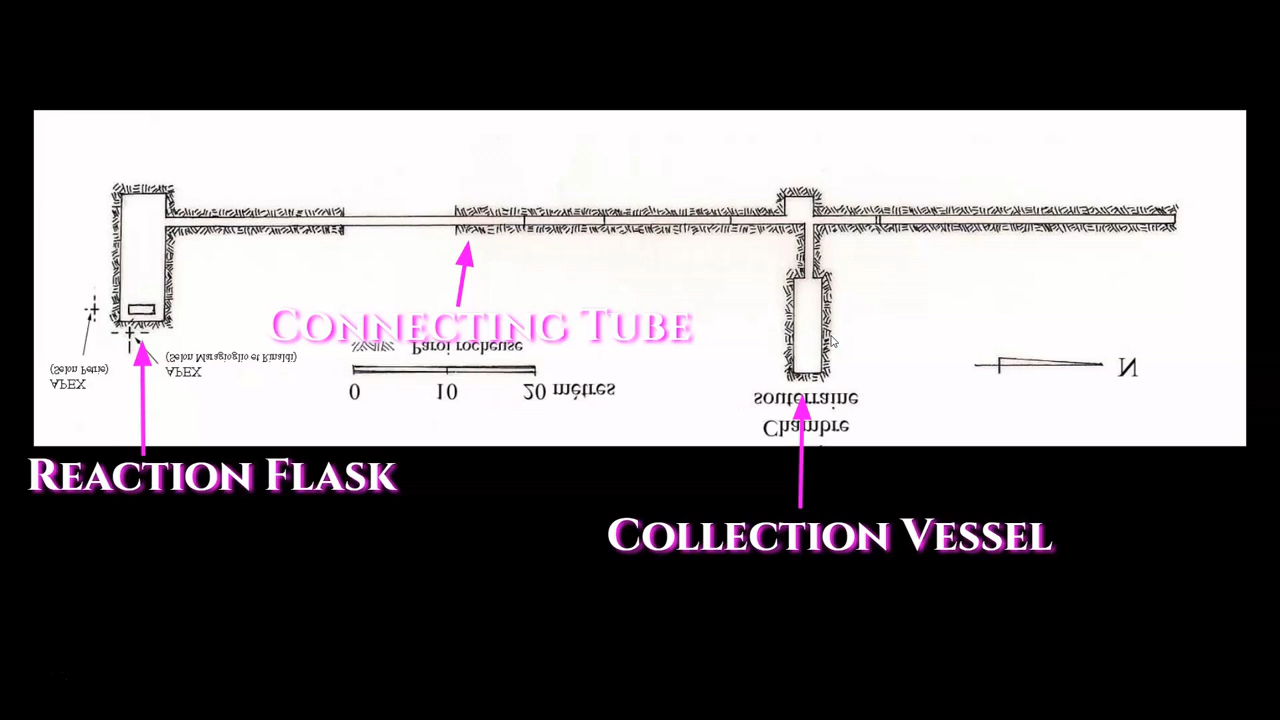 CONNECTING TUBE
Paroi rocheuse
(Selon Petrie)
APEX
(Selon Maragioglio et Rinaldi)
APEX
0 10 20 mètres
N
souterraine
Chambre
REACTION FLASK
COLLECTION VESSEL